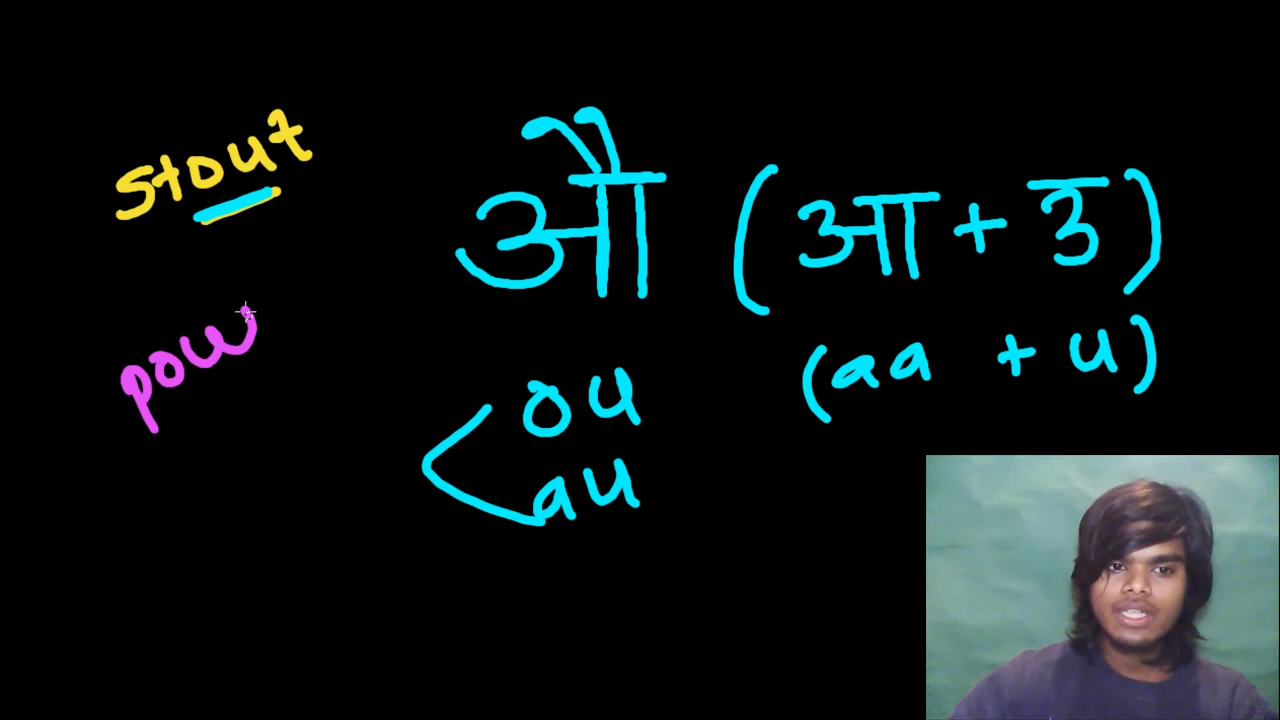 stout
औ (आ + उ)
(aa + u)
pow
ou
au